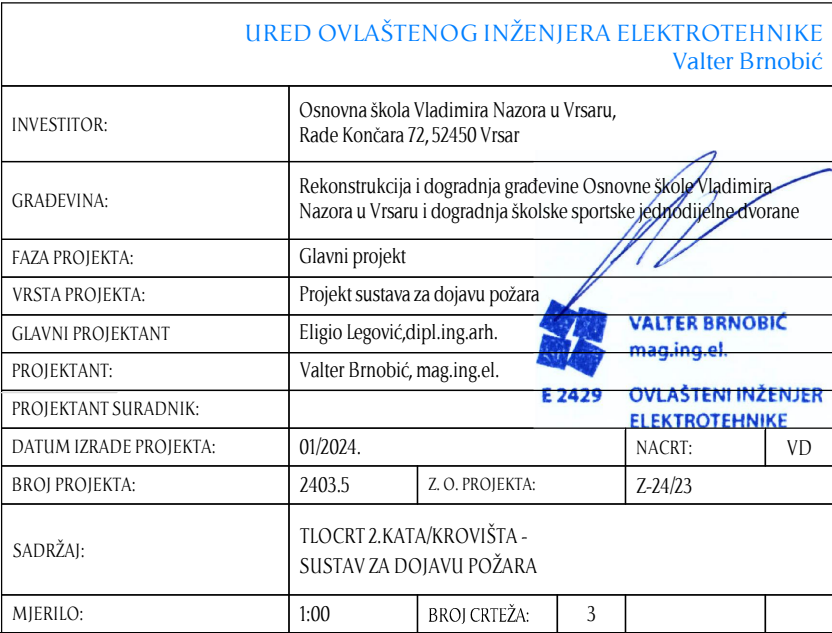 URED OVLAŠTENOG INŽENJERA ELEKTROTEHNIKE
Valter Brnobić
INVESTITOR:
Osnovna škola Vladimira Nazora u Vrsaru,
Rade Končara 72, 52450 Vrsar
GRAĐEVINA:
Rekonstrukcija i dogradnja građevine Osnovne škole Vladimira
Nazora u Vrsaru i dogradnja školske sportske jednodijelne dvorane
FAZA PROJEKTA: Glavni projekt
VRSTA PROJEKTA: Projekt sustava za dojavu požara
GLAVNI PROJEKTANT Eligio Legović,dipl.ing.arh.
PROJEKTANT: Valter Brnobić, mag.ing.el.
PROJEKTANT SURADNIK:
VALTER BRNOBIĆ
mag.ing.el.
E 2429 OVLAŠTENI INŽENJER
ELEKTROTEHNIKE
DATUM IZRADE PROJEKTA: 01/2024. NACRT: VD
BROJ PROJEKTA: 2403.5 Z. O. PROJEKTA: Z-24/23
SADRŽAJ:
TLOCRT 2.KATA/KROVIŠTA -
SUSTAV ZA DOJAVU POŽARA
MJERILO: 1:00 BROJ CRTEŽA: 3